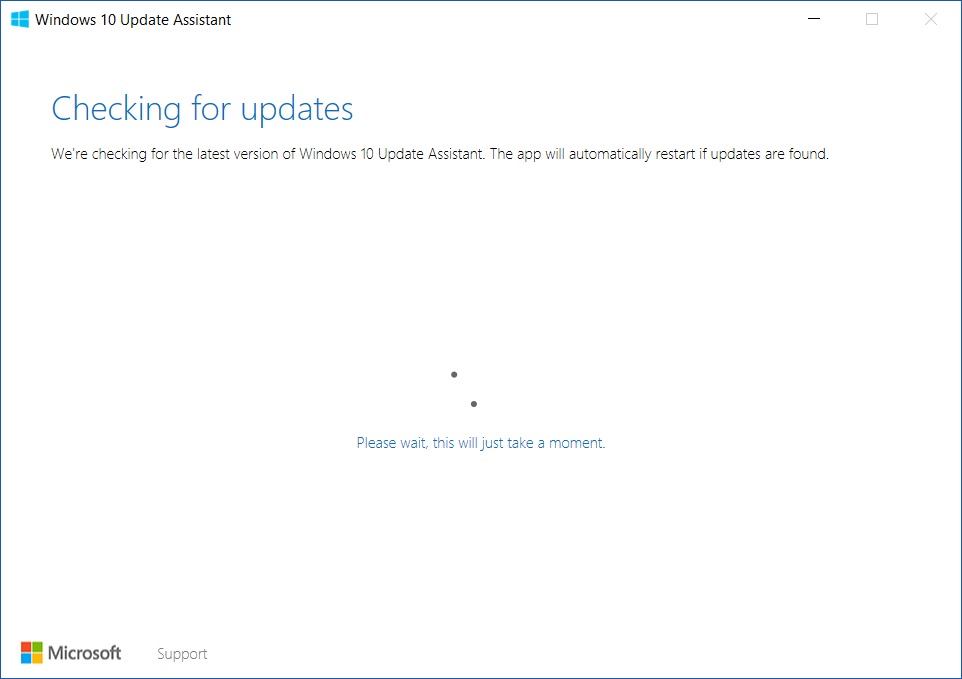 Windows 10 Update Assistant
Checking for updates
We're checking for the latest version of Windows 10 Update Assistant. The app will automatically restart if updates are found.
Please wait, this will just take a moment.
Microsoft Support